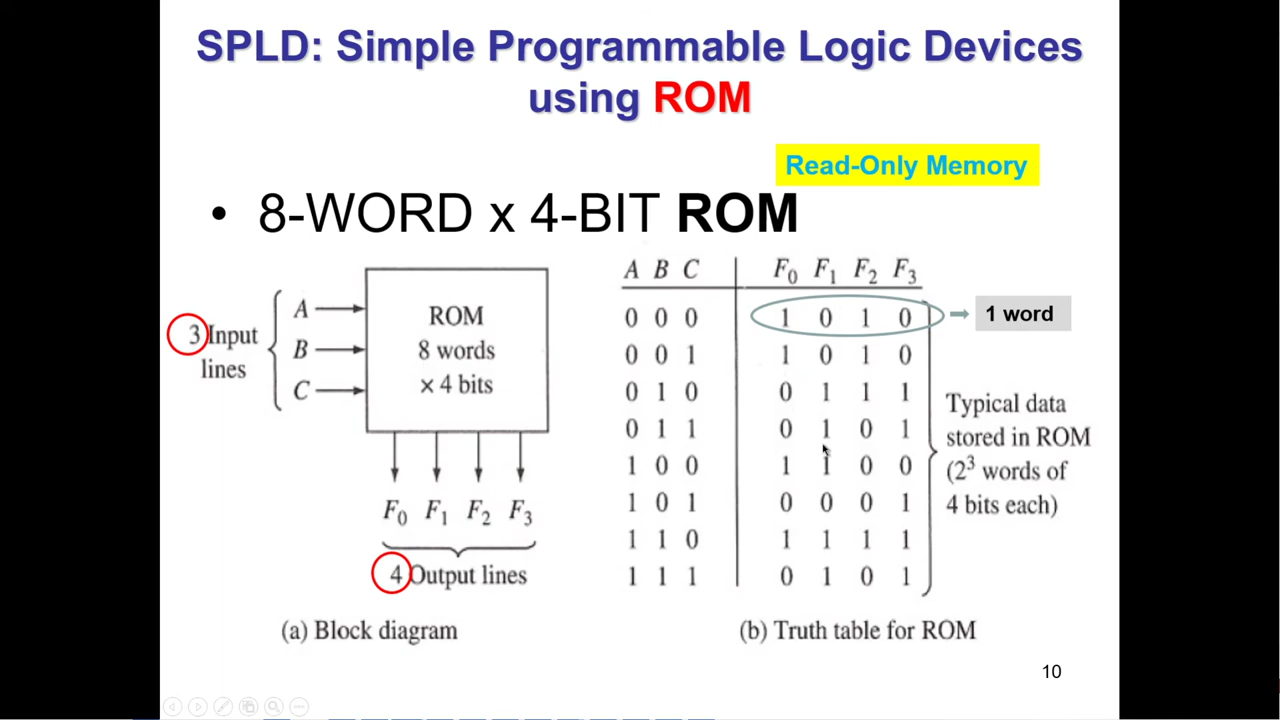 SPLD: Simple Programmable Logic Devices
using ROM
Read-Only Memory
• 8-WORD x 4-BIT ROM
3 Input
lines
A
B
C
ROM
8 words
× 4 bits
F0 F1 F2 F3
4 Output lines
(a) Block diagram
A B C F0 F1 F2 F3
0 0 0 1 0 1 0
0 0 1 1 0 1 0
0 1 0 0 1 1 1
0 1 1 0 1 0 1
1 0 0 1 1 0 0
1 0 1 0 0 0 1
1 1 0 1 1 1 1
1 1 1 0 1 0 1
1 word
Typical data
stored in ROM
(2³ words of
4 bits each)
(b) Truth table for ROM
10